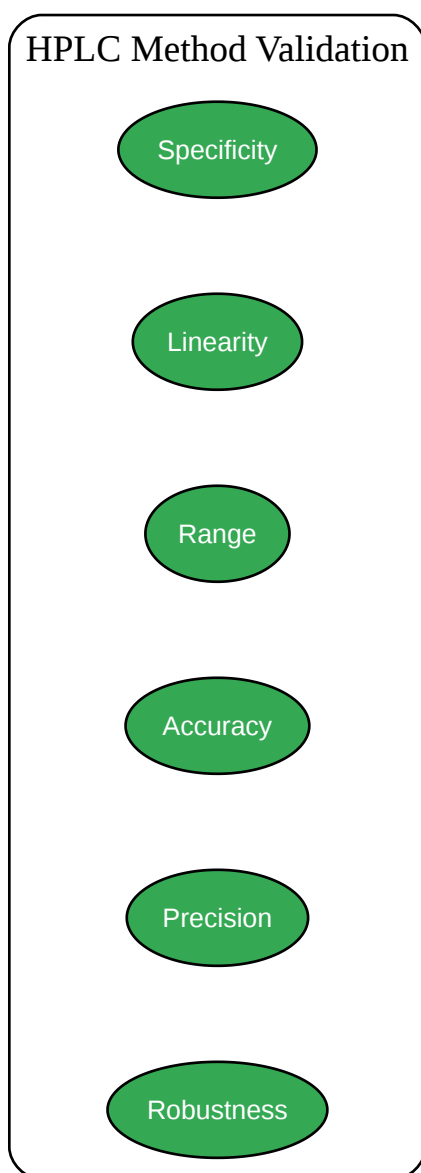 HPLC Method Validation
Specificity
Linearity
Range
Accuracy
Precision
Robustness